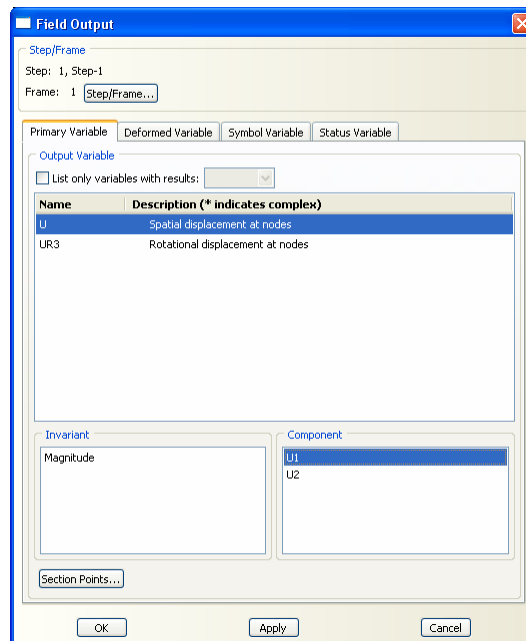 Field Output
Step/Frame
Step: 1, Step-1
Frame: 1 Step/Frame...
Primary Variable Deformed Variable Symbol Variable Status Variable
Output Variable
List only variables with results:
Name Description (* indicates complex)
U Spatial displacement at nodes
UR3 Rotational displacement at nodes
Invariant Component
Magnitude U1
U2
Section Points...
OK Apply Cancel